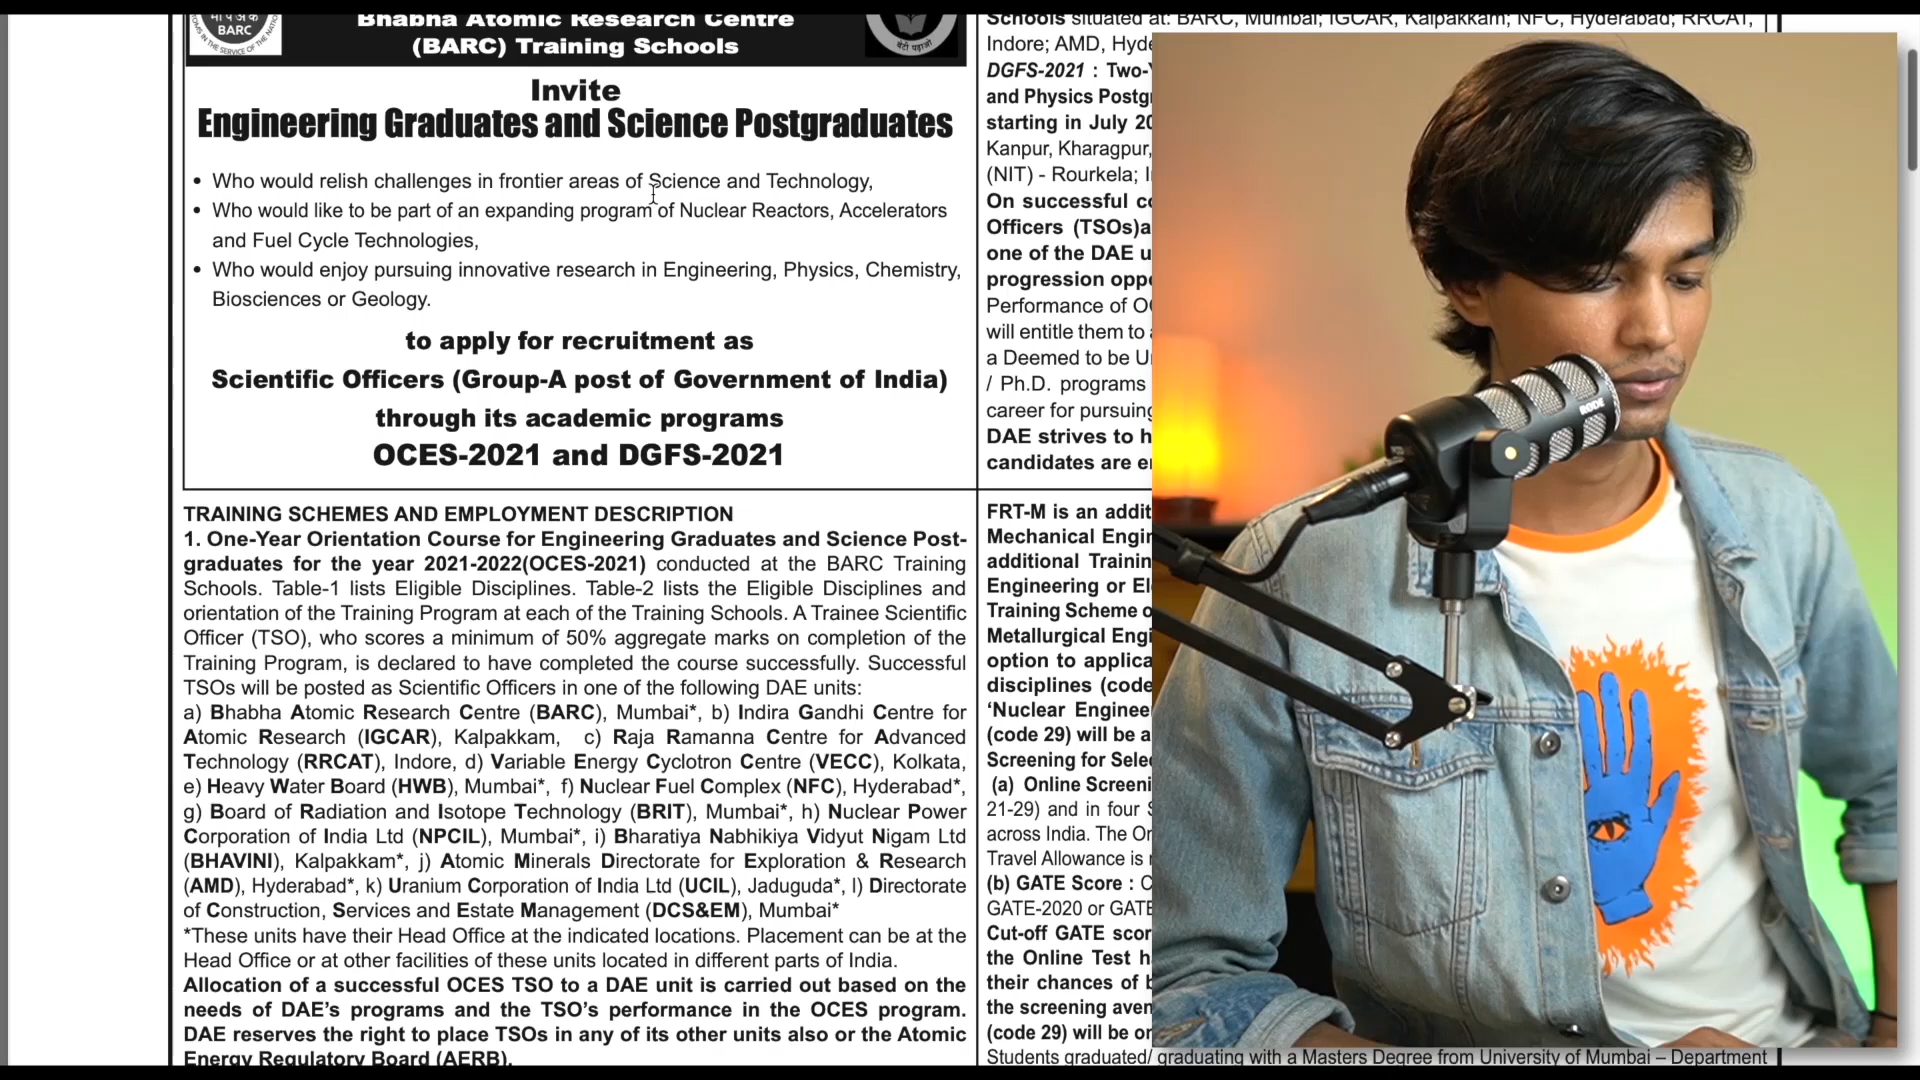 BARC
Bhabha Atomic Research Centre
(BARC) Training Schools
Invite
Engineering Graduates and Science Postgraduates
• Who would relish challenges in frontier areas of Science and Technology,
• Who would like to be part of an expanding program of Nuclear Reactors, Accelerators
and Fuel Cycle Technologies,
• Who would enjoy pursuing innovative research in Engineering, Physics, Chemistry,
Biosciences or Geology.
to apply for recruitment as
Scientific Officers (Group-A post of Government of India)
through its academic programs
OCES-2021 and DGFS-2021
TRAINING SCHEMES AND EMPLOYMENT DESCRIPTION
1. One-Year Orientation Course for Engineering Graduates and Science Post-
graduates for the year 2021-2022(OCES-2021) conducted at the BARC Training
Schools. Table-1 lists Eligible Disciplines. Table-2 lists the Eligible Disciplines and
orientation of the Training Program at each of the Training Schools. A Trainee Scientific
Officer (TSO), who scores a minimum of 50% aggregate marks on completion of the
Training Program, is declared to have completed the course successfully. Successful
TSOs will be posted as Scientific Officers in one of the following DAE units:
a) Bhabha Atomic Research Centre (BARC), Mumbai*, b) Indira Gandhi Centre for
Atomic Research (IGCAR), Kalpakkam, c) Raja Ramanna Centre for Advanced
Technology (RRCAT), Indore, d) Variable Energy Cyclotron Centre (VECC), Kolkata,
e) Heavy Water Board (HWB), Mumbai*, f) Nuclear Fuel Complex (NFC), Hyderabad*,
g) Board of Radiation and Isotope Technology (BRIT), Mumbai*, h) Nuclear Power
Corporation of India Ltd (NPCIL), Mumbai*, i) Bharatiya Nabhikiya Vidyut Nigam Ltd
(BHAVINI), Kalpakkam*, j) Atomic Minerals Directorate for Exploration & Research
(AMD), Hyderabad*, k) Uranium Corporation of India Ltd (UCIL), Jaduguda*, l) Directorate
of Construction, Services and Estate Management (DCS&EM), Mumbai*
*These units have their Head Office at the indicated locations. Placement can be at the
Head Office or at other facilities of these units located in different parts of India.
Allocation of a successful OCES TSO to a DAE unit is carried out based on the
needs of DAE's programs and the TSO's performance in the OCES program.
DAE reserves the right to place TSOs in any of its other units also or the Atomic
Energy Regulatory Board (AERB).
Schools situated at: BARC, Mumbai; IGCAR, Kalpakkam; NFC, Hyderabad; RRCAT,
Indore; AMD, Hyde
DGFS-2021 : Two-Y
and Physics Postg
starting in July 20
Kanpur, Kharagpur,
(NIT) - Rourkela; I
On successful co
Officers (TSOs)a
one of the DAE u
progression oppo
Performance of O
will entitle them to a
a Deemed to be U
/ Ph.D. programs
career for pursuing
DAE strives to h
candidates are e
FRT-M is an addit
Mechanical Engin
additional Trainin
Engineering or El
Training Scheme o
Metallurgical Engi
option to applica
disciplines (code
'Nuclear Enginee
(code 29) will be a
Screening for Sele
(a) Online Screeni
21-29) and in four S
across India. The On
Travel Allowance is
(b) GATE Score : C
GATE-2020 or GATE
Cut-off GATE scor
the Online Test h
their chances of b
the screening aven
(code 29) will be or
Students graduated/ graduating with a Masters Degree from University of Mumbai – Department
RODE